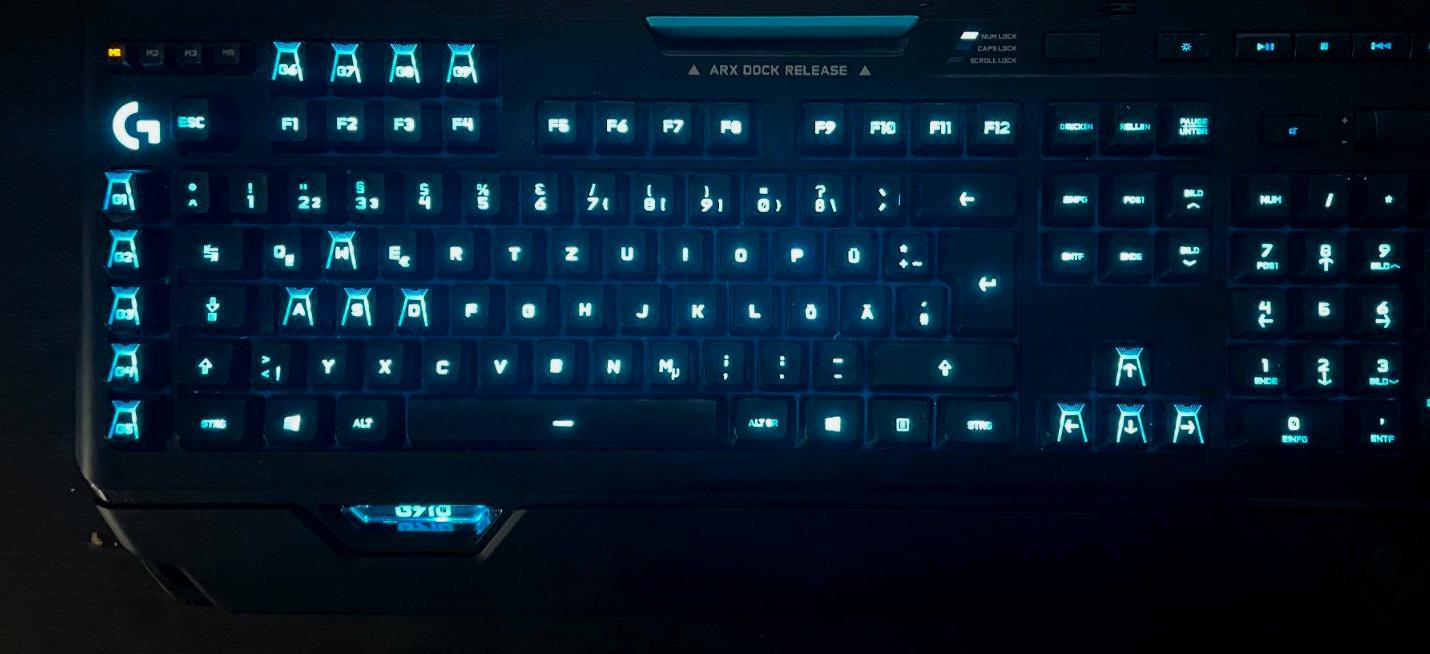 M1 M2 M3 MR G6 G7 G8 G9 NUM LOCK
CAPS LOCK
SCROLL LOCK
▲ ARX DOCK RELEASE ▲
G ESC F1 F2 F3 F4 F5 F6 F7 F8 F9 F10 F11 F12 DRUCKEN ROLLEN PAUSE UNTBR
G1 ° ^ ! 1 " 2 ² § 3 ³ $ 4 % 5 & 6 / 7 { ( 8 [ ) 9 ] = 0 } ? ß \ ` ´ ← EINFG POS1 BILD NUM / *
G2 Q @ W E € R T Z U I O P Ü * + ~ ENTF ENDE BILD 7 POS1 8 ↑ 9 BILD
G3 A S D F G H J K L Ö Ä ' # 4 ← 5 6 →
G4 > < | Y X C V B N M µ ; , : . _ - ↑ 1 ENDE 2 ↓ 3 BILD
G5 STRG ALT ALT GR STRG ← ↓ → 0 EINFG , ENTF
G910